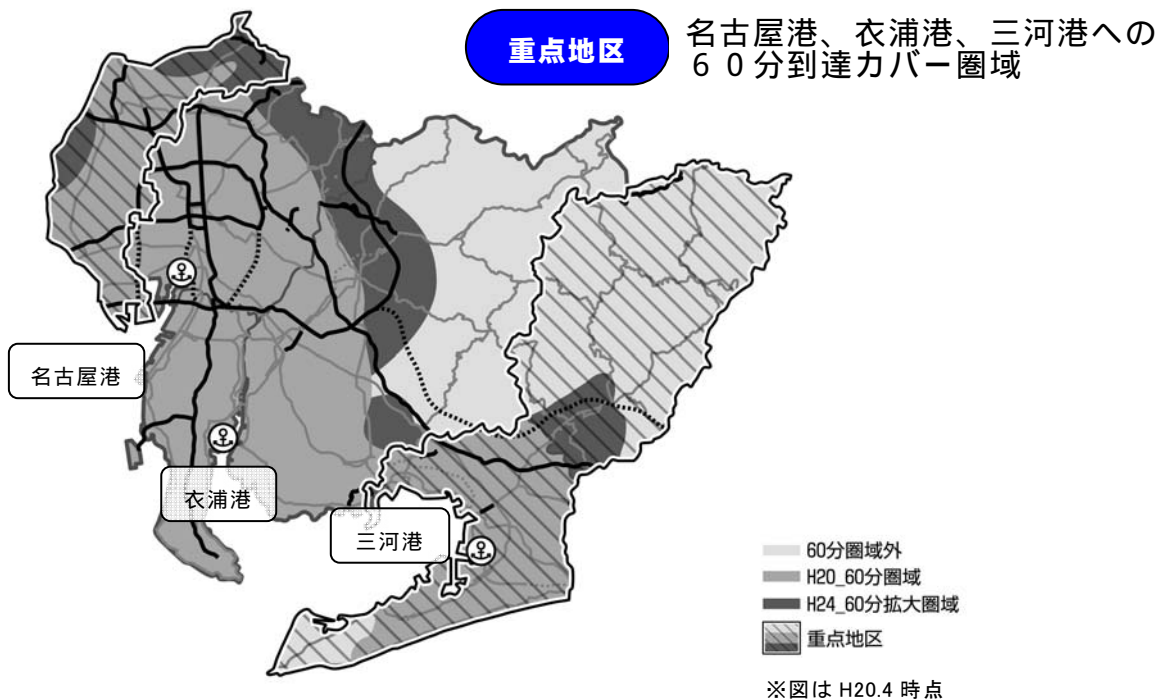 重点地区
名古屋港、衣浦港、三河港への
６０分到達カバー圏域
名古屋港
衣浦港
三河港
60分圏域外
H20_60分圏域
H24_60分拡大圏域
重点地区
※図は H20.4 時点